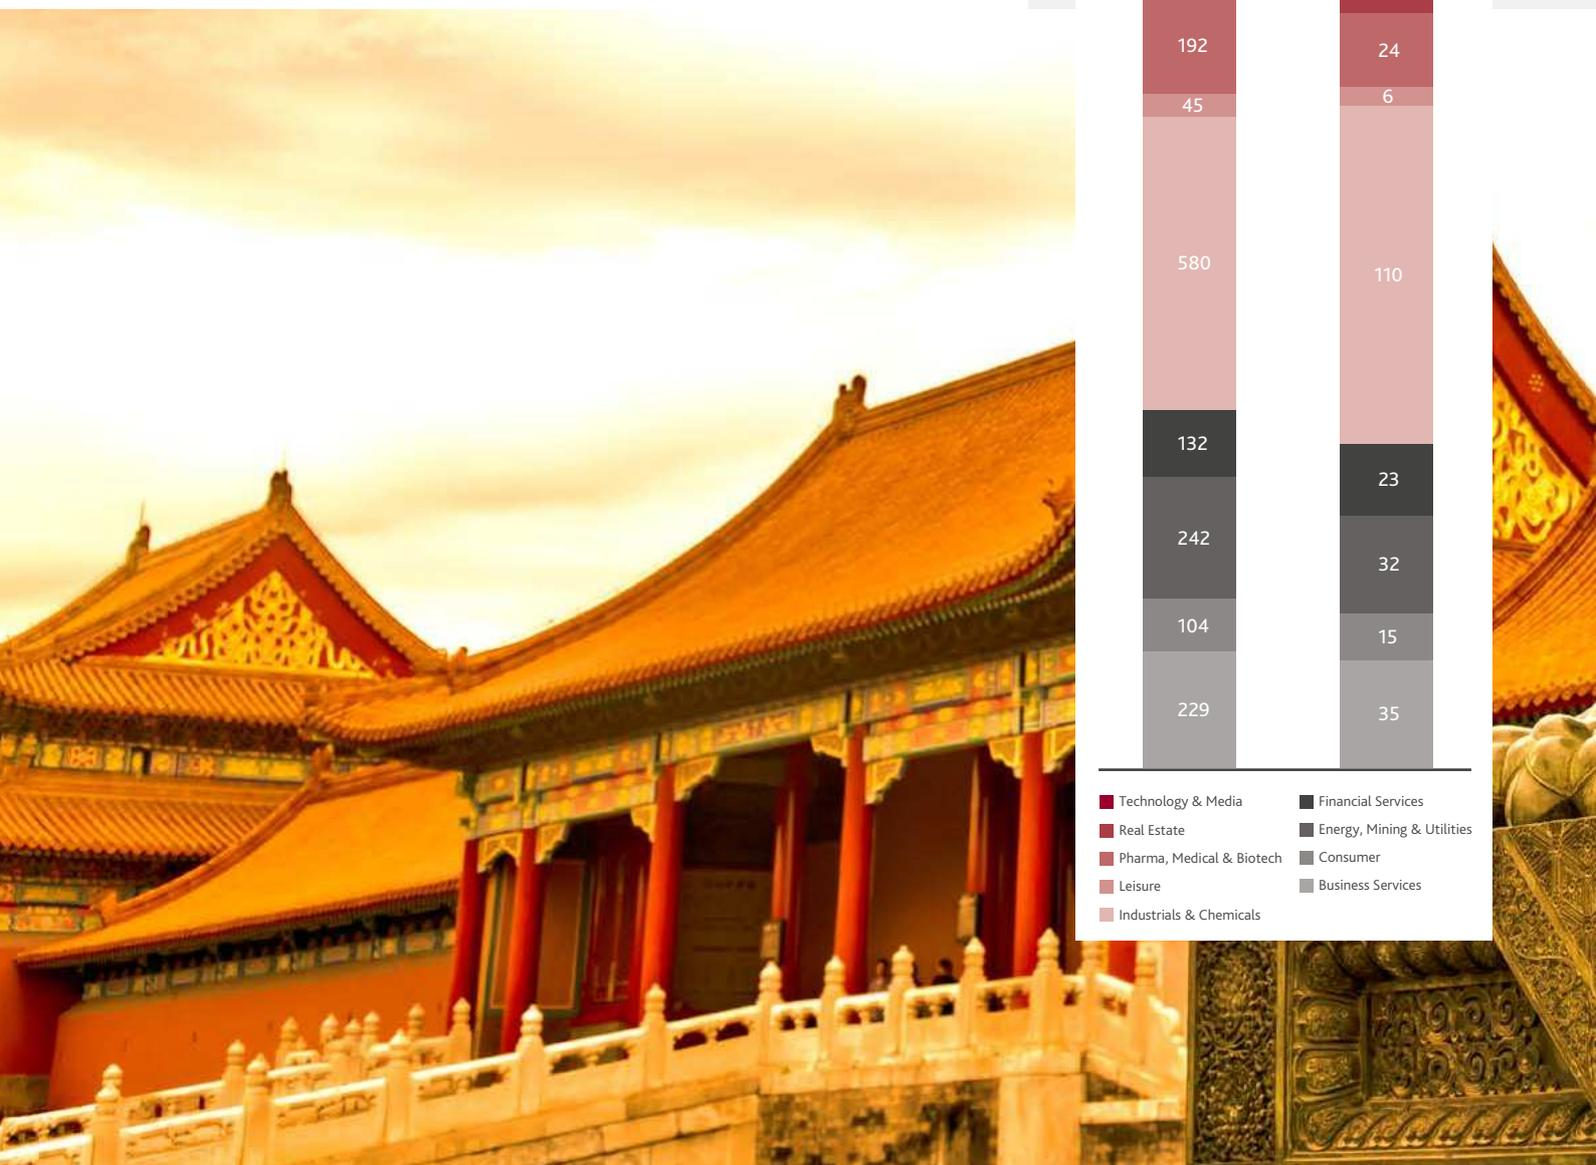 192
24
45
6
580
110
132
23
242
32
104
15
229
35
Technology & Media
Real Estate
Pharma, Medical & Biotech
Leisure
Industrials & Chemicals
Financial Services
Energy, Mining & Utilities
Consumer
Business Services